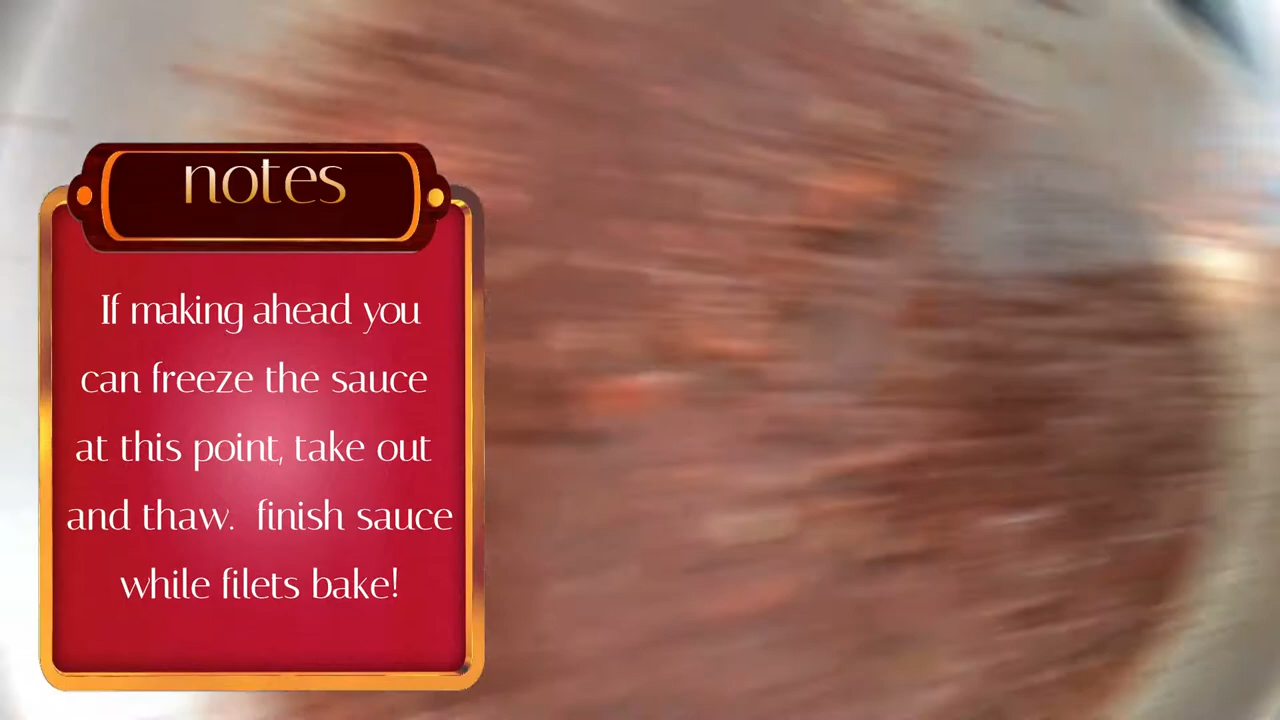 notes
If making ahead you
can freeze the sauce
at this point, take out
and thaw.  finish sauce
while filets bake!